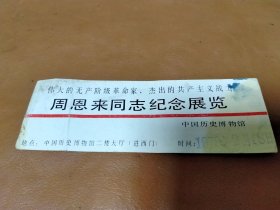 伟大的无产阶级革命家、杰出的共产主义战士
周恩来同志纪念展览
中国历史博物馆
地点：中国历史博物馆二楼大厅（进西门） 时间：